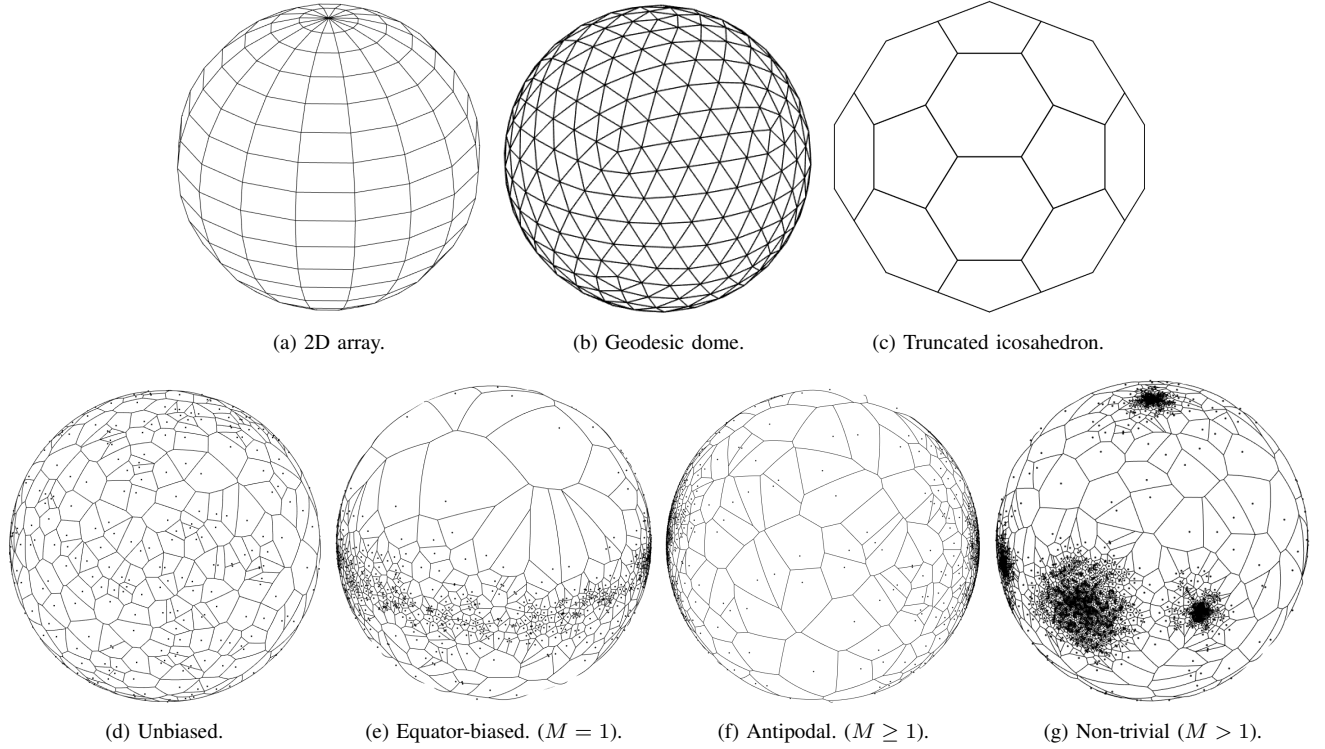 (a) 2D array.
(b) Geodesic dome.
(c) Truncated icosahedron.
(d) Unbiased.
(e) Equator-biased. (M = 1).
(f) Antipodal. (M ≥ 1).
(g) Non-trivial (M > 1).